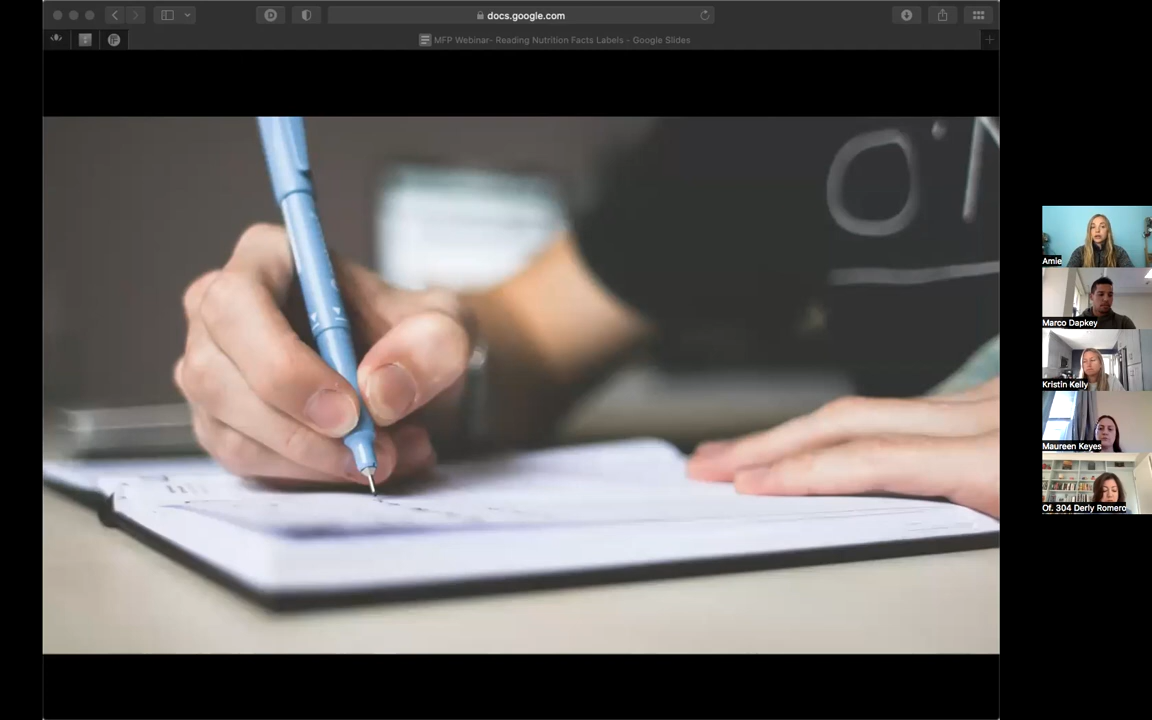 docs.google.com
MFP Webinar- Reading Nutrition Facts Labels - Google Slides
Amie
Marco Dapkey
Kristin Kelly
Maureen Keyes
Of. 304 Derly Romero